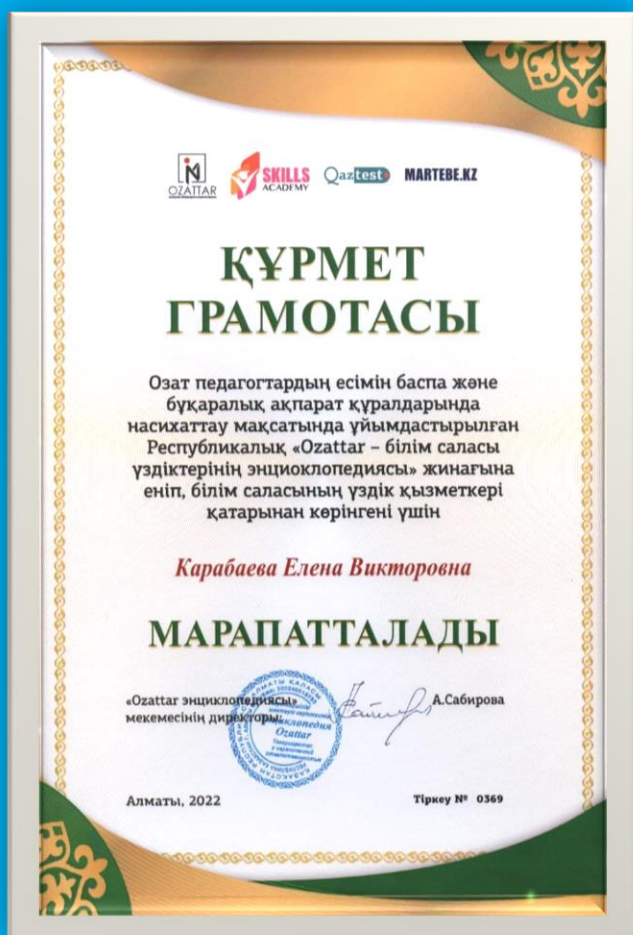 OZATTAR
SKILLS
ACADEMY
Qaztest
MARTEBE.KZ
ҚҰРМЕТ
ГРАМОТАСЫ
Озат педагогтардың есімін баспа және
бұқаралық ақпарат құралдарында
насихаттау мақсатында ұйымдастырылған
Республикалық «Ozattar – білім саласы
үздіктерінің энциоклопедиясы» жинағына
еніп, білім саласының үздік қызметкері
қатарынан көрінгені үшін
Карабаева Елена Викторовна
МАРАПАТТАЛАДЫ
«Ozattar энциклопедиясы»
мекемесінің директоры:
А.Сабирова
Ozattar
Алматы, 2022
Тіркеу № 0369